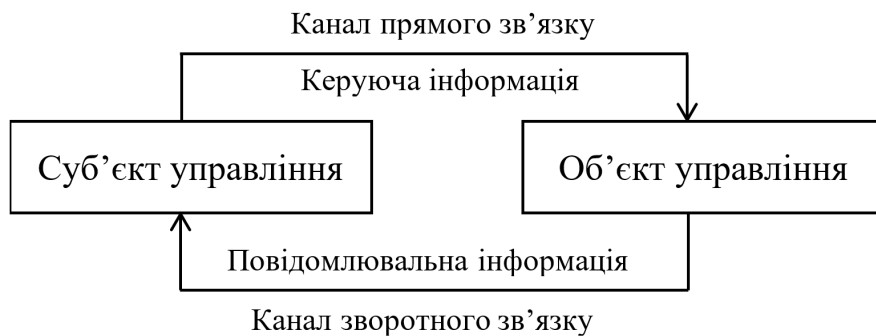 Канал прямого зв’язку
Керуюча інформація
Суб’єкт управління
Об’єкт управління
Повідомлювальна інформація
Канал зворотного зв’язку